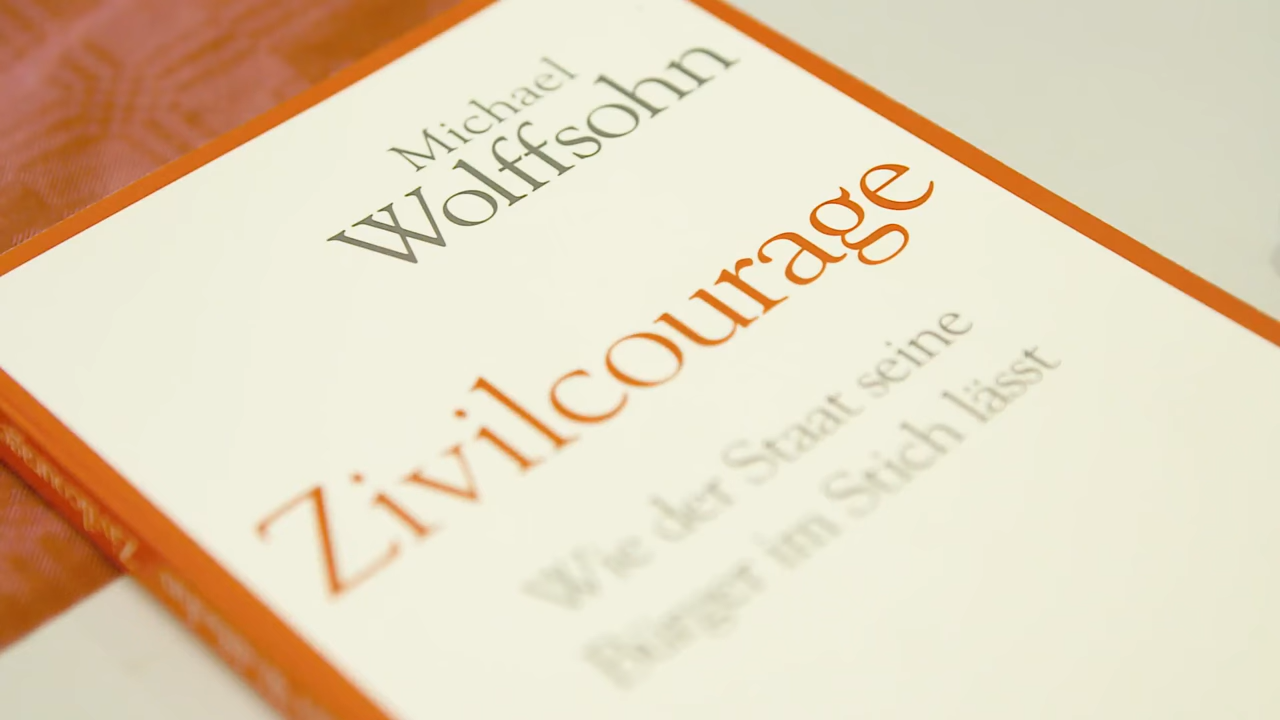 Michael
Wolffsohn
Zivilcourage
Wie der Staat seine
Bürger im Stich lässt